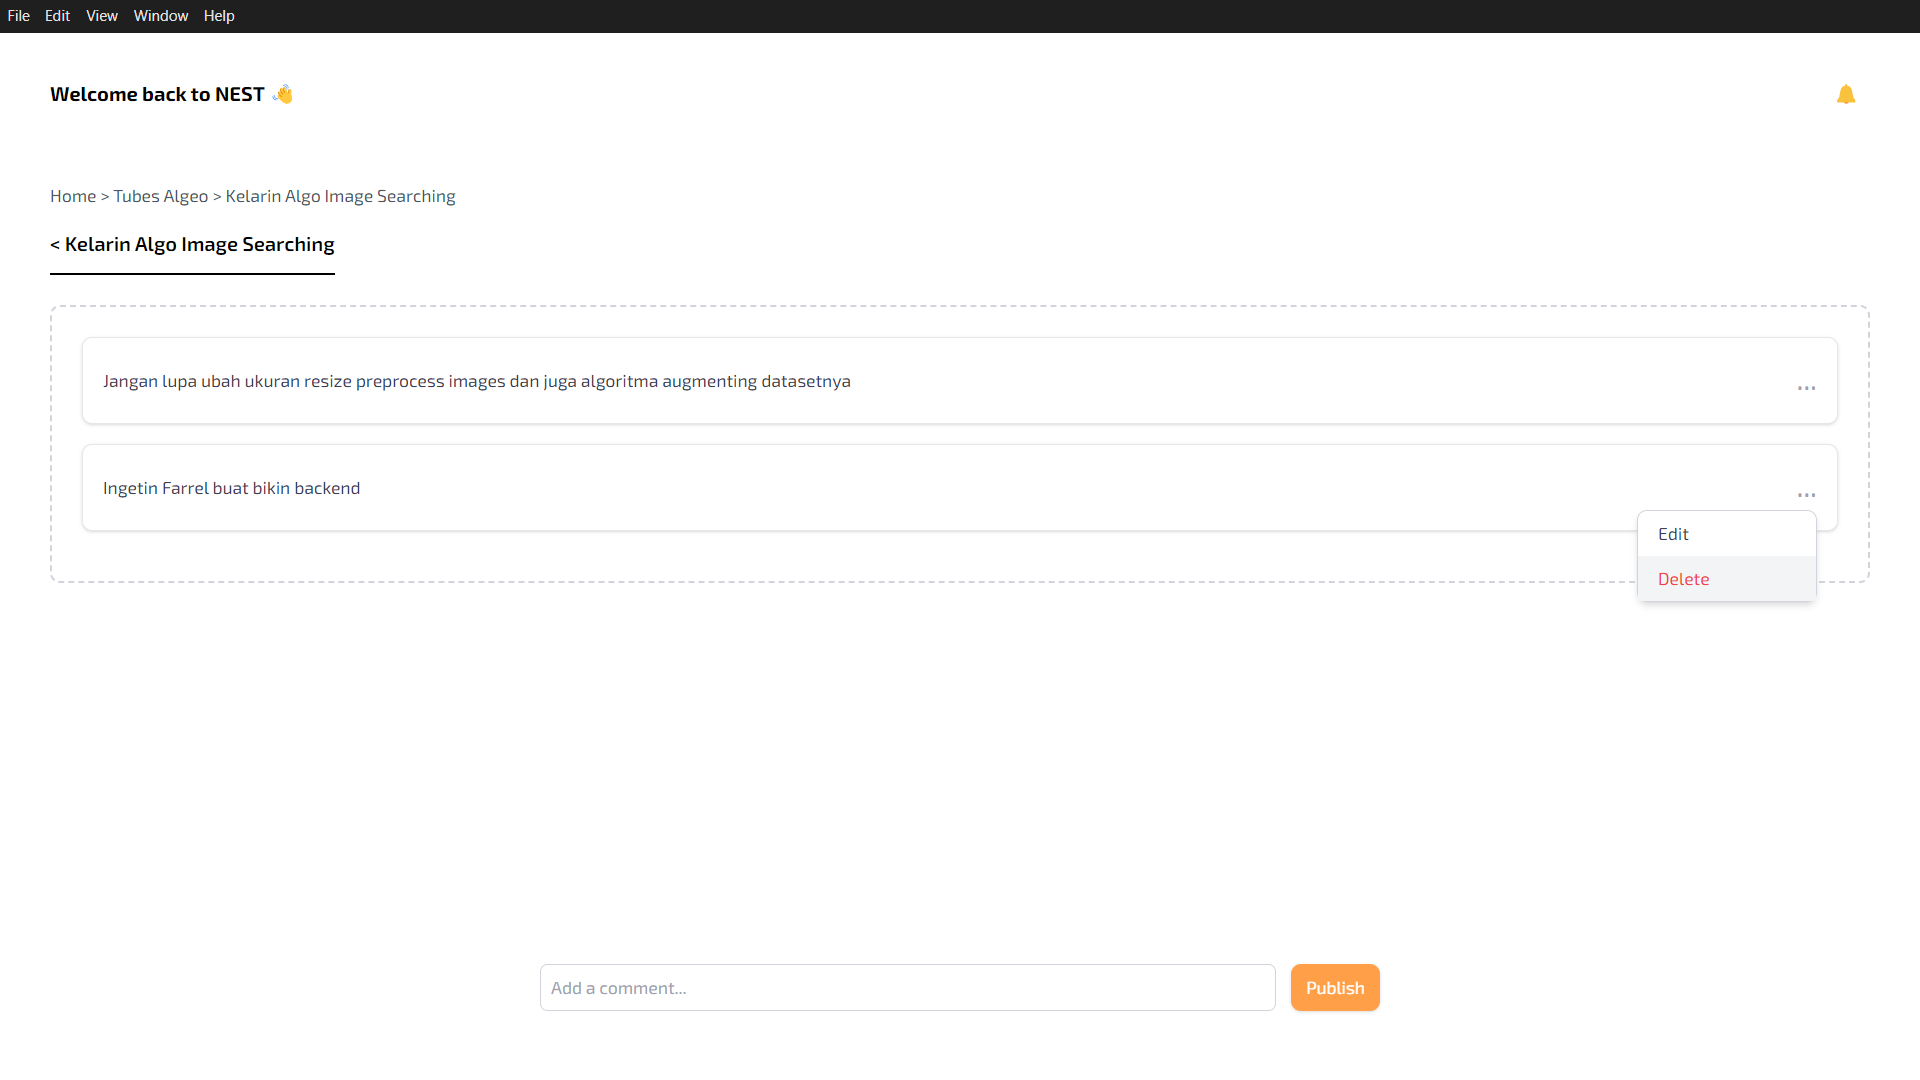 File Edit View Window Help
Welcome back to NEST 👋
Home > Tubes Algeo > Kelarin Algo Image Searching
< Kelarin Algo Image Searching
Jangan lupa ubah ukuran resize preprocess images dan juga algoritma augmenting datasetnya
...
Ingetin Farrel buat bikin backend
...
Edit
Delete
Add a comment...
Publish